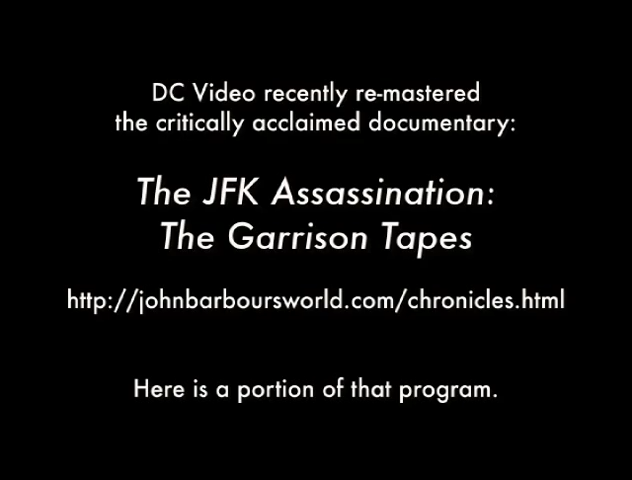 DC Video recently re-mastered
the critically acclaimed documentary:
The JFK Assassination:
The Garrison Tapes
http://johnbarboursworld.com/chronicles.html
Here is a portion of that program.